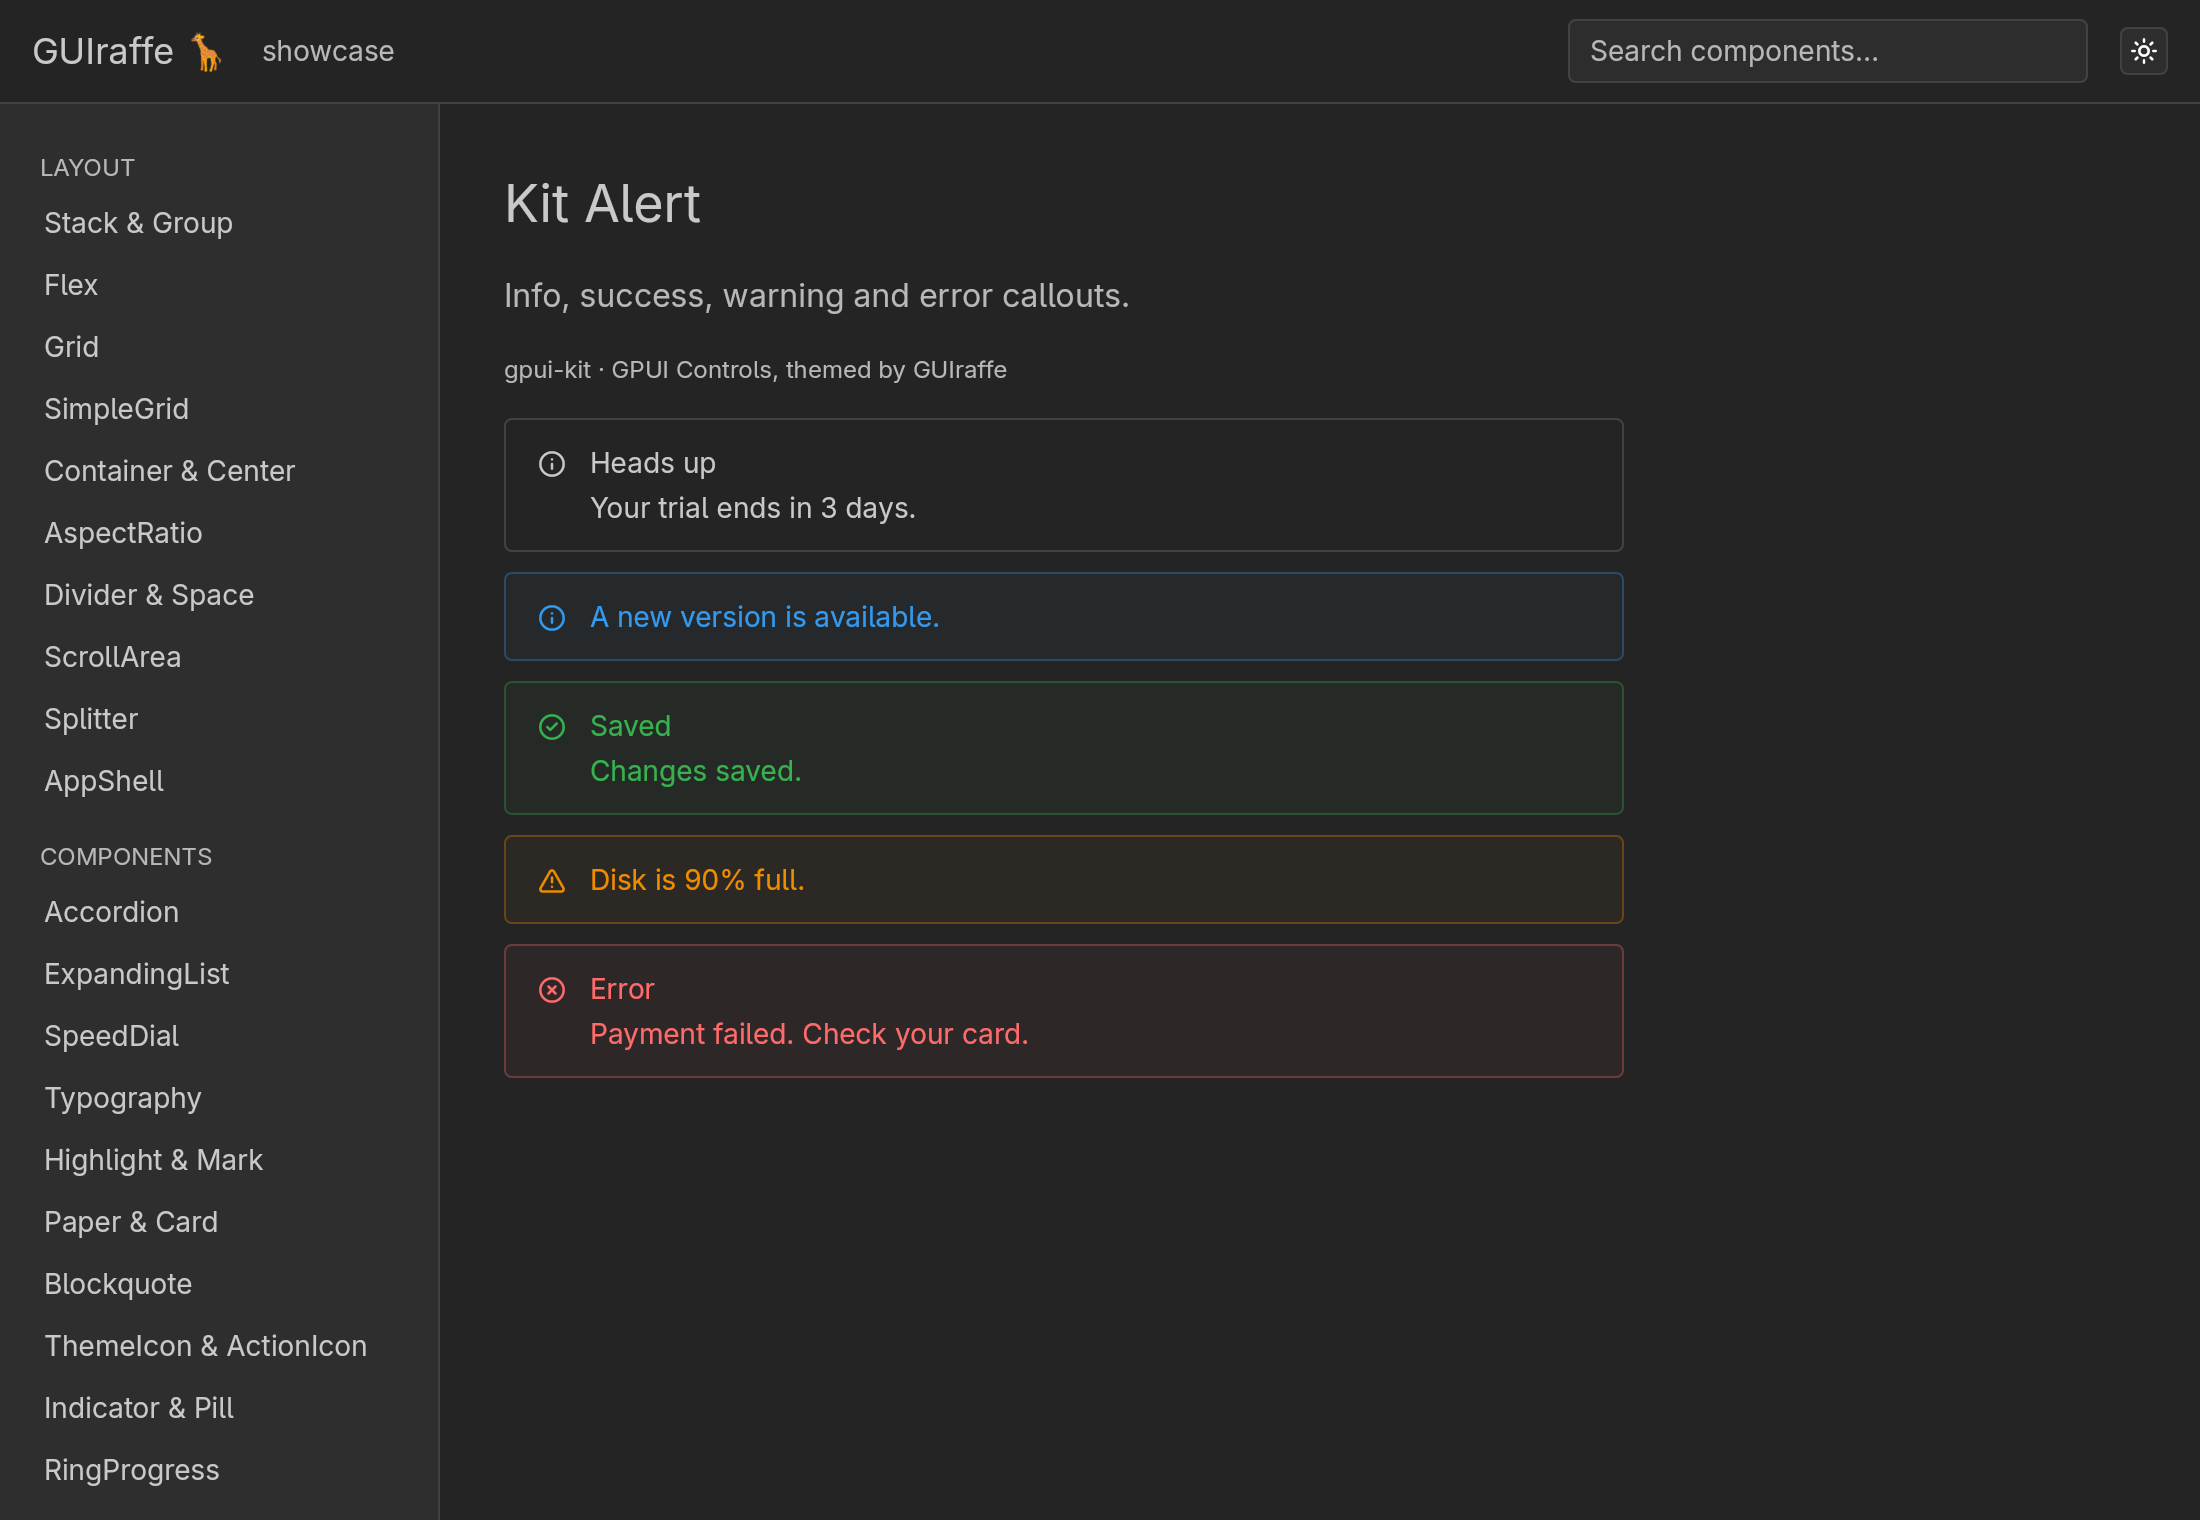 GUIraffe 🦒 showcase
Search components...
LAYOUT
Stack & Group
Flex
Grid
SimpleGrid
Container & Center
AspectRatio
Divider & Space
ScrollArea
Splitter
AppShell
COMPONENTS
Accordion
ExpandingList
SpeedDial
Typography
Highlight & Mark
Paper & Card
Blockquote
ThemeIcon & ActionIcon
Indicator & Pill
RingProgress
Kit Alert
Info, success, warning and error callouts.
gpui-kit · GPUI Controls, themed by GUIraffe
Heads up
Your trial ends in 3 days.
A new version is available.
Saved
Changes saved.
Disk is 90% full.
Error
Payment failed. Check your card.